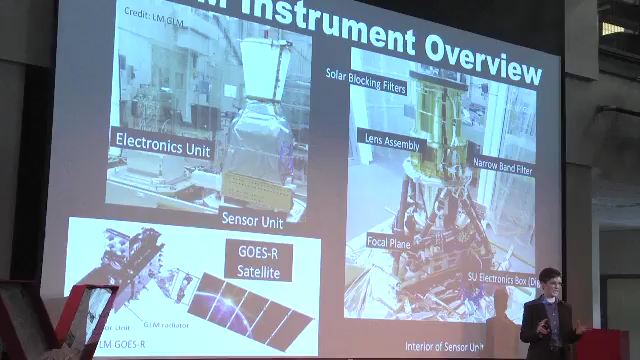 M Instrument Overview
Credit: LM GLM
Electronics Unit
Sensor Unit
GOES-R
Satellite
Unit
GLM radiator
LM GOES-R
Solar Blocking Filters
Lens Assembly
Narrow Band Filter
Focal Plane
SU Electronics Box
Interior of Sensor Unit